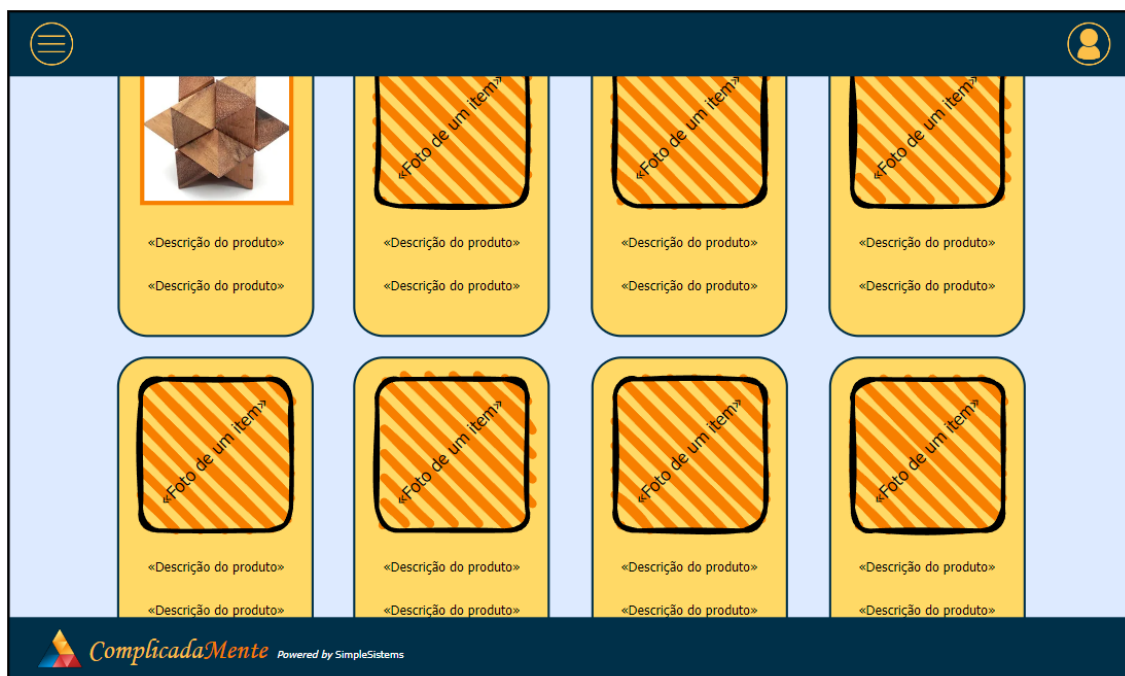 «Foto de um item»
«Foto de um item»
«Foto de um item»
«Descrição do produto»
«Descrição do produto»
«Descrição do produto»
«Descrição do produto»
«Descrição do produto»
«Descrição do produto»
«Descrição do produto»
«Descrição do produto»
«Foto de um item»
«Foto de um item»
«Foto de um item»
«Foto de um item»
«Descrição do produto»
«Descrição do produto»
«Descrição do produto»
«Descrição do produto»
«Descrição do produto»
«Descrição do produto»
«Descrição do produto»
«Descrição do produto»
ComplicadaMente Powered by SimpleSistems